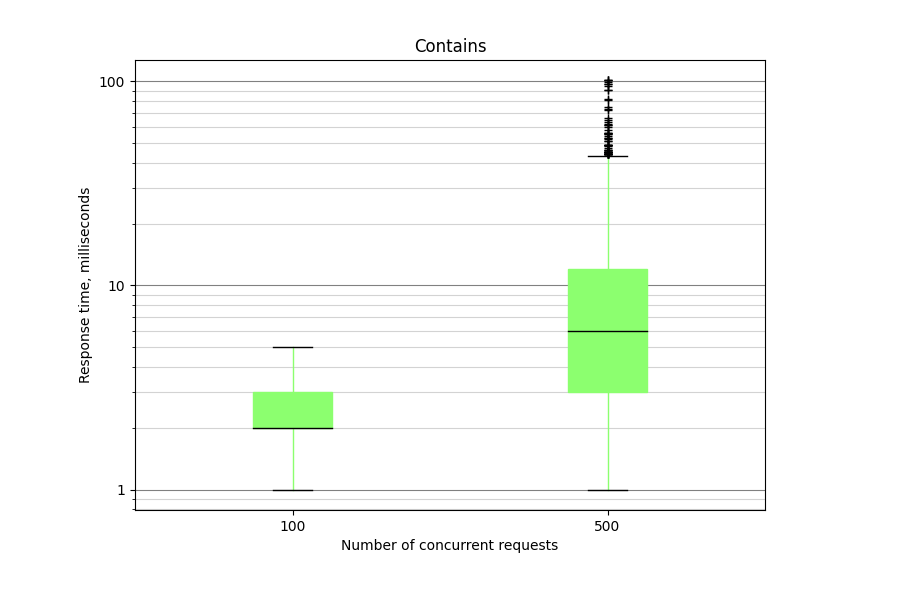 Contains
Response time, milliseconds
100
10
1
100
500
Number of concurrent requests